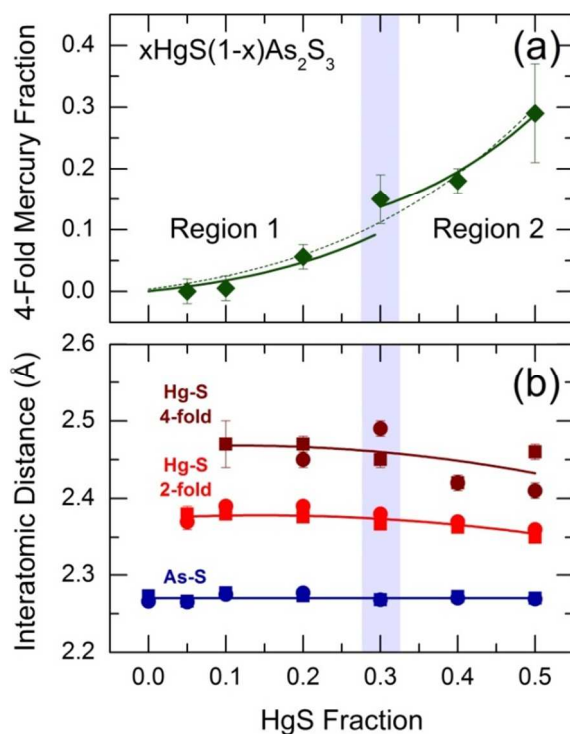 (a)
xHgS(1-x)As₂S₃
4-Fold Mercury Fraction
0.4
0.3
0.2
0.1
0.0
Region 1
Region 2
(b)
Interatomic Distance (Å)
2.6
2.5
2.4
2.3
2.2
Hg-S
4-fold
Hg-S
2-fold
As-S
0.0 0.1 0.2 0.3 0.4 0.5
HgS Fraction